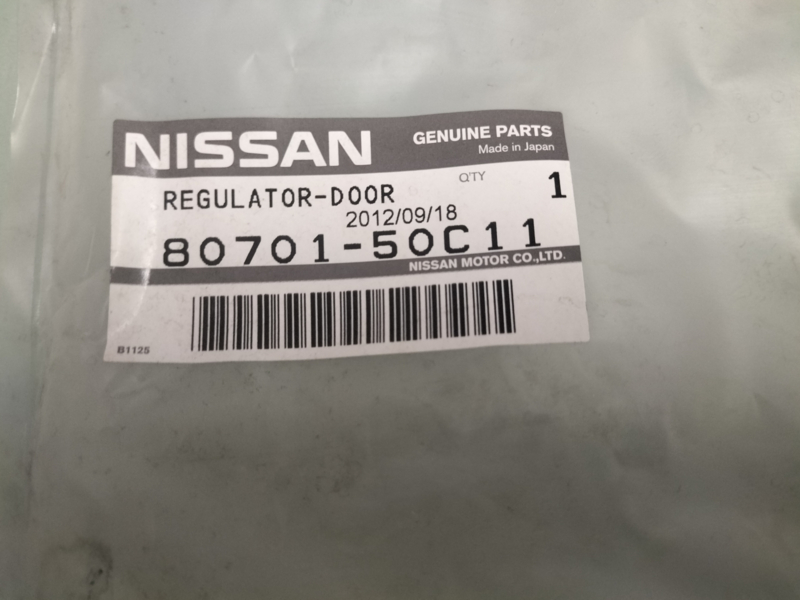 NISSAN
GENUINE PARTS
Made in Japan
REGULATOR-DOOR
Q'TY
1
2012/09/18
80701-50C11
NISSAN MOTOR CO.,LTD.
B1125